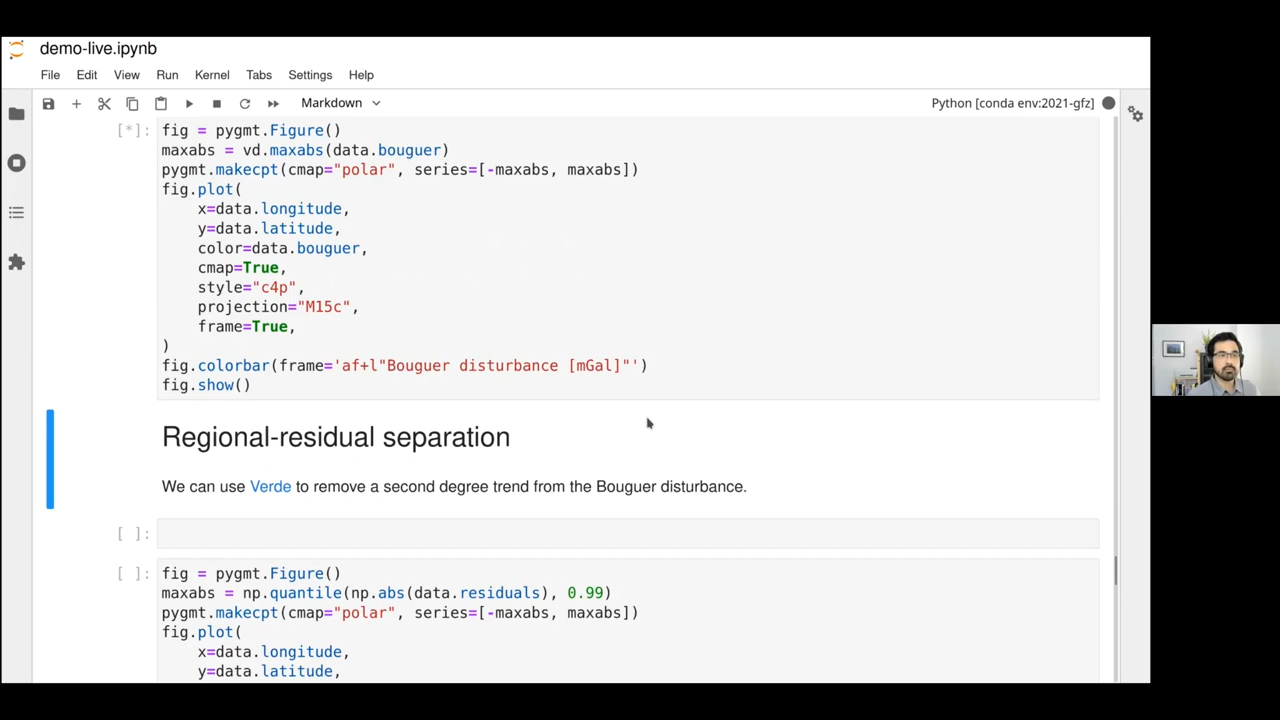 demo-live.ipynb
File Edit View Run Kernel Tabs Settings Help
Markdown Python [conda env:2021-gfz]
[*]: fig = pygmt.Figure()
maxabs = vd.maxabs(data.bouguer)
pygmt.makecpt(cmap="polar", series=[-maxabs, maxabs])
fig.plot(
x=data.longitude,
y=data.latitude,
color=data.bouguer,
cmap=True,
style="c4p",
projection="M15c",
frame=True,
)
fig.colorbar(frame='af+l"Bouguer disturbance [mGal]"')
fig.show()
Regional-residual separation
We can use Verde to remove a second degree trend from the Bouguer disturbance.
[ ]:
[ ]: fig = pygmt.Figure()
maxabs = np.quantile(np.abs(data.residuals), 0.99)
pygmt.makecpt(cmap="polar", series=[-maxabs, maxabs])
fig.plot(
x=data.longitude,
y=data.latitude,